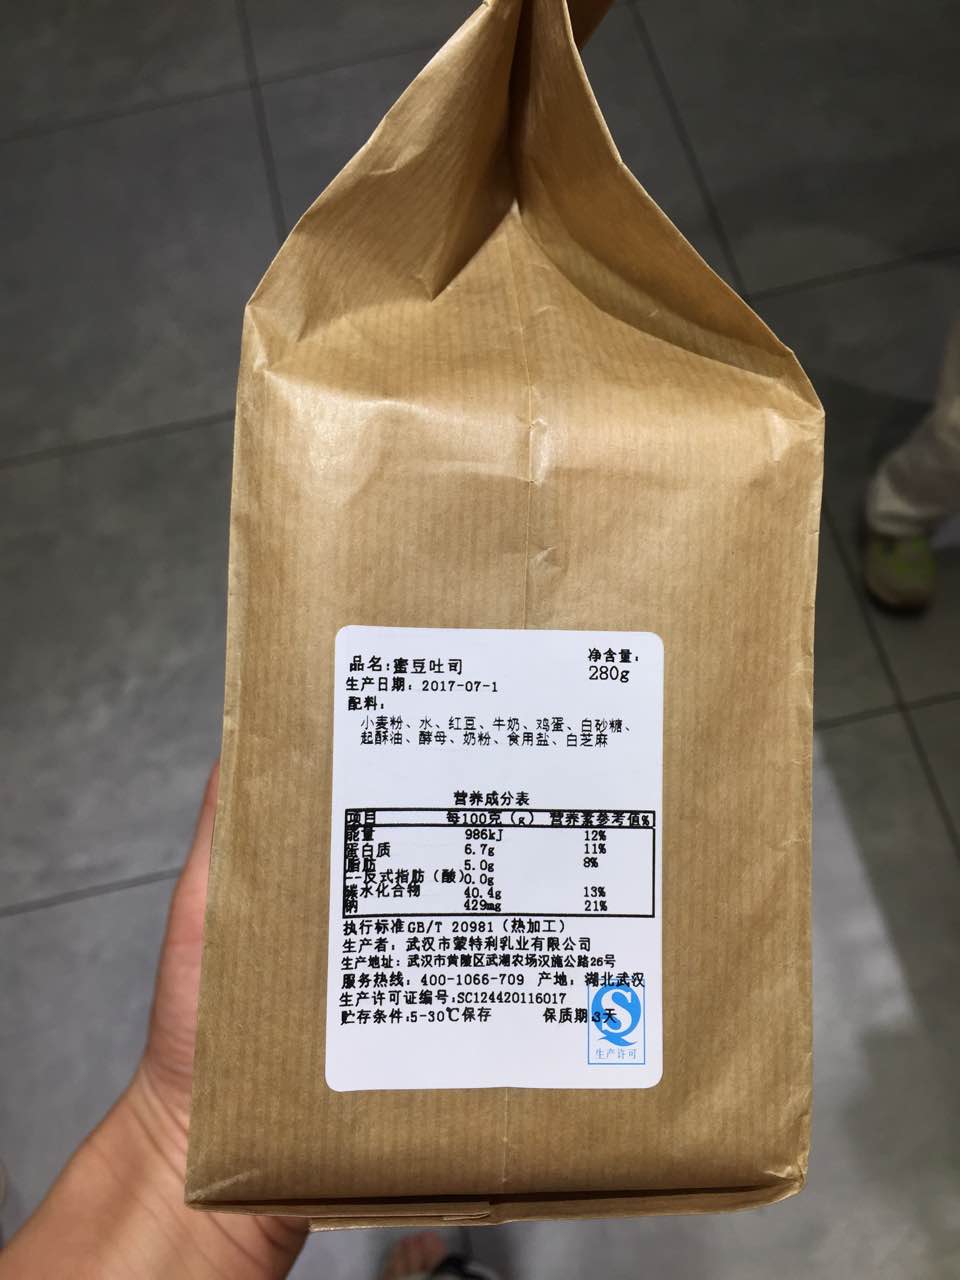 品名:蜜豆吐司
净含量:
280g
生产日期: 2017-07-1
配料:
小麦粉、水、红豆、牛奶、鸡蛋、白砂糖、
起酥油、酵母、奶粉、食用盐、白芝麻
营养成分表
项目 每100克(g) 营养素参考值%
能量 986kJ 12%
蛋白质 6.7g 11%
脂肪 5.0g 8%
--反式脂肪(酸) 0.0g
碳水化合物 40.4g 13%
钠 429mg 21%
执行标准GB/T 20981(热加工)
生产者: 武汉市蒙特利乳业有限公司
生产地址: 武汉市黄陂区武湖农场汉施公路26号
服务热线: 400-1066-709 产地: 湖北武汉
生产许可证编号:SC124420116017
贮存条件:5-30℃保存 保质期:3天
生产许可